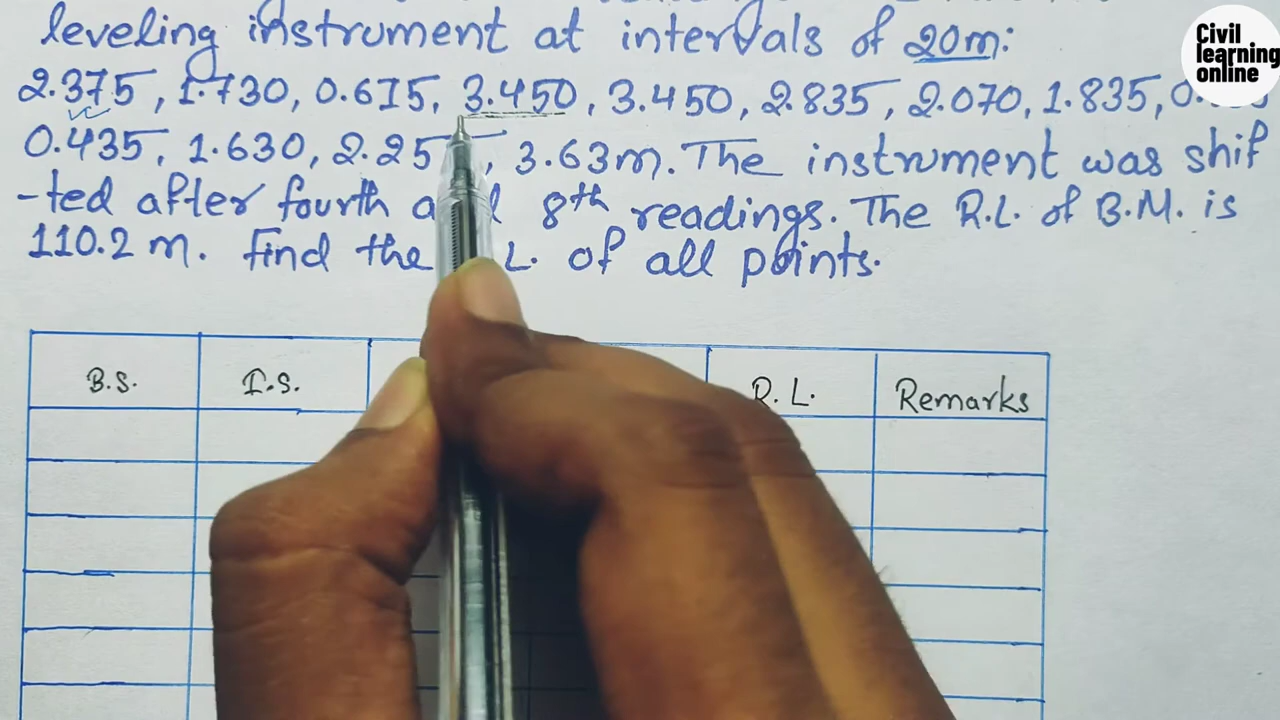 leveling instrument at intervals of 20m:
2.375, 1.730, 0.615, 3.450, 3.450, 2.835, 2.070, 1.835,
0.435, 1.630, 3.63m. The instrument was shif
-ted after fourth 8th readings. The R.L. of B.M. is
110.2 m. Find the L. of all points.
B.S. I.S. R.L. Remarks
Civil
learning
online